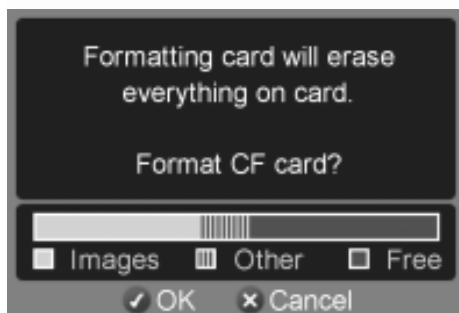 Formatting card will erase
everything on card.
Format CF card?
Images Other Free
OK Cancel